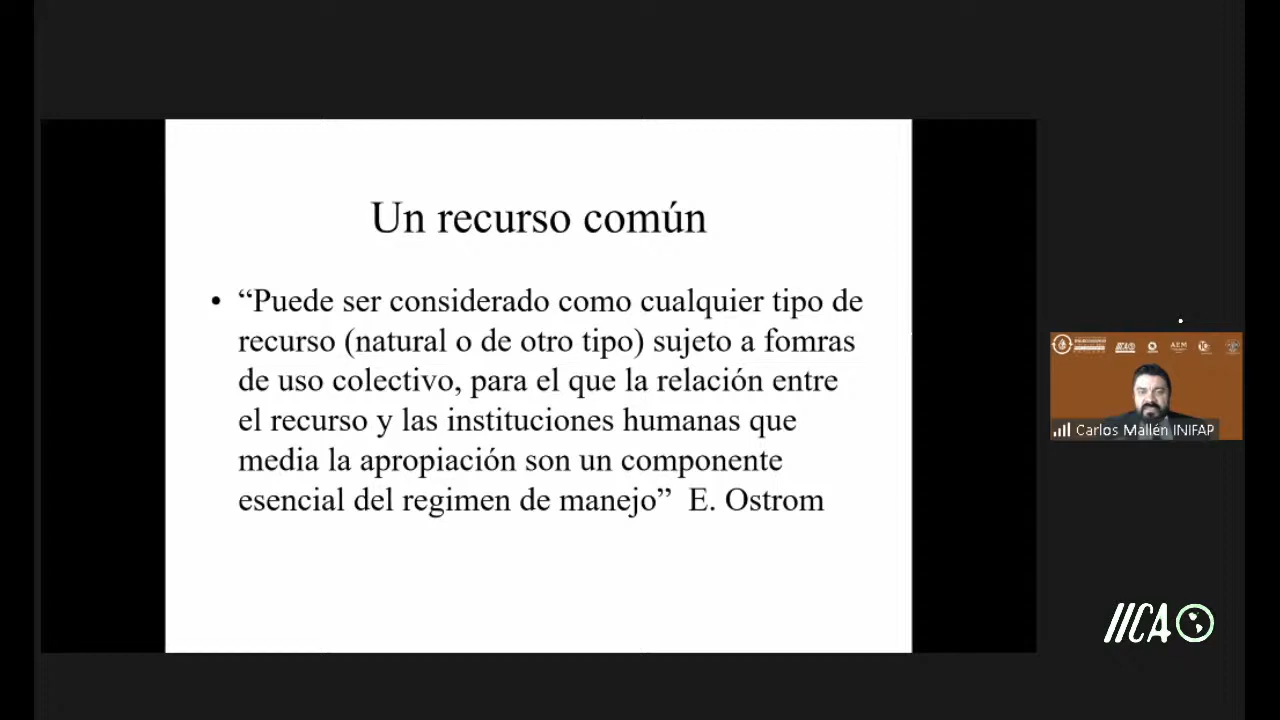 Un recurso común
• “Puede ser considerado como cualquier tipo de
recurso (natural o de otro tipo) sujeto a fomras
de uso colectivo, para el que la relación entre
el recurso y las instituciones humanas que
media la apropiación son un componente
esencial del regimen de manejo”  E. Ostrom
IICA
AEM
Carlos Mallén INIFAP
IICA